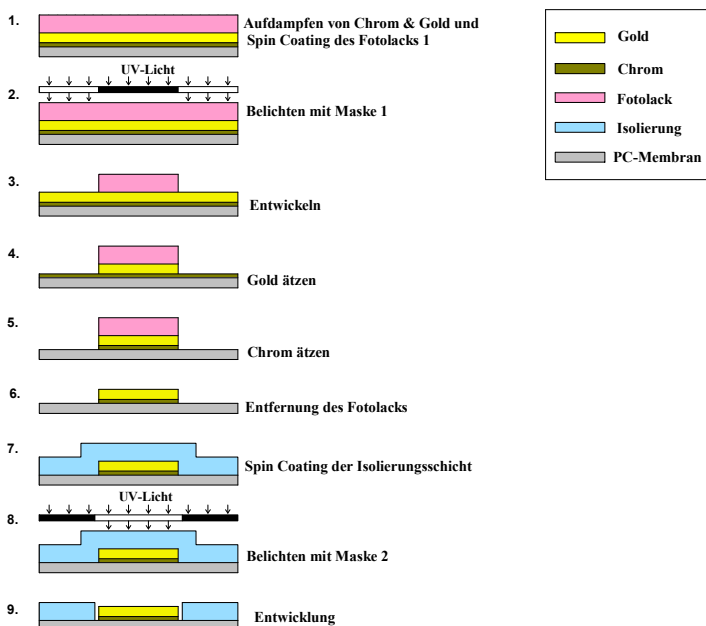 1.
Aufdampfen von Chrom & Gold und
Spin Coating des Fotolacks 1
UV-Licht
2.
Belichten mit Maske 1
3.
Entwickeln
4.
Gold ätzen
5.
Chrom ätzen
6.
Entfernung des Fotolacks
7.
Spin Coating der Isolierungsschicht
UV-Licht
8.
Belichten mit Maske 2
9.
Entwicklung
Gold
Chrom
Fotolack
Isolierung
PC-Membran